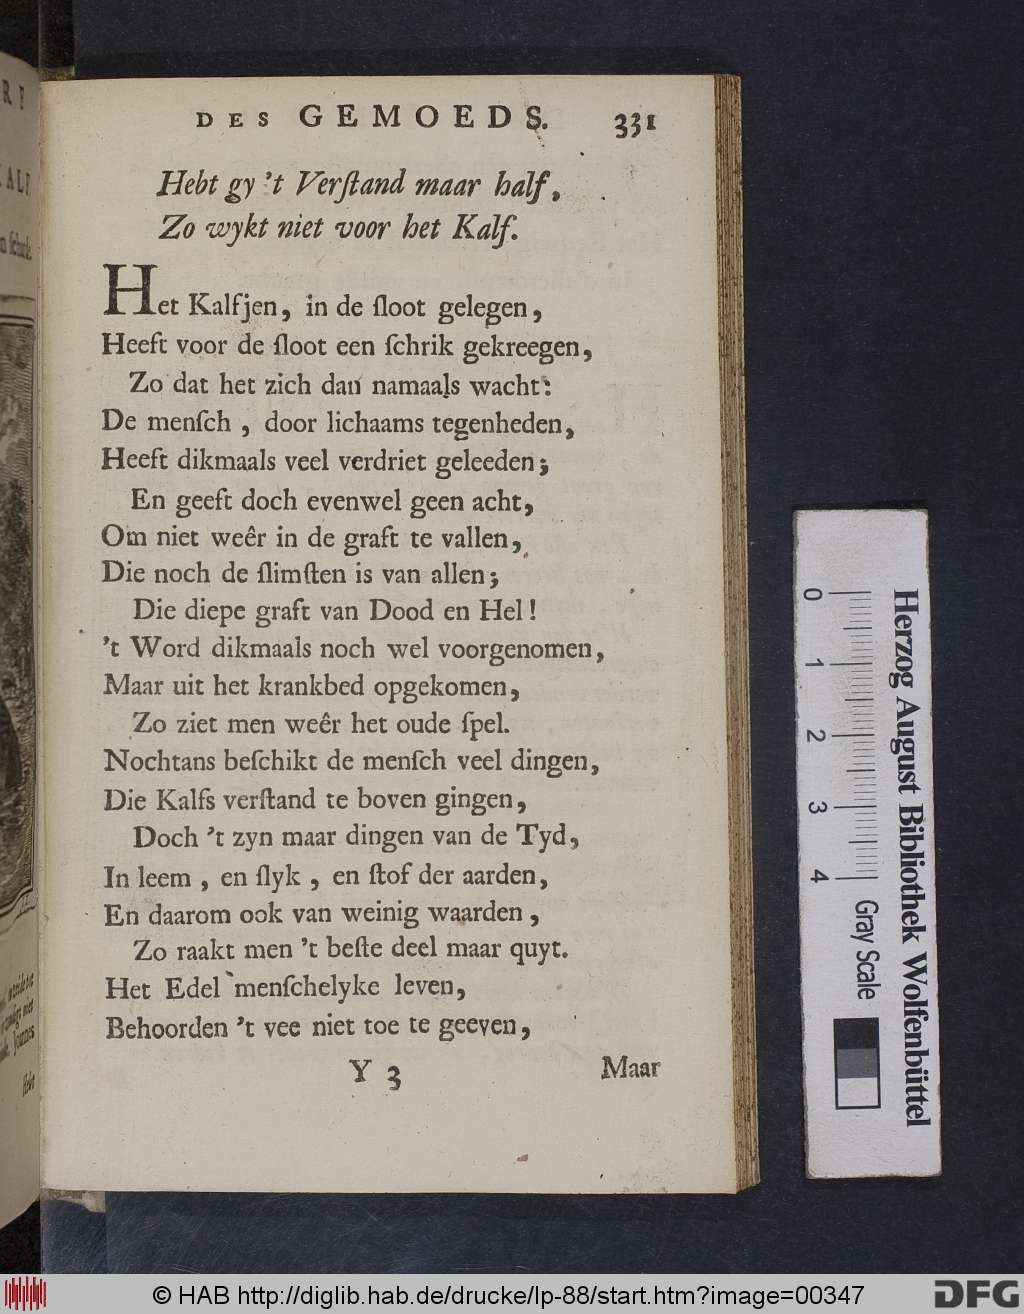 DES GEMOEDS. 331
Hebt gy 't Verſtand maar half,
Zo wykt niet voor het Kalf.
Het Kalfjen, in de ſloot gelegen,
Heeft voor de ſloot een ſchrik gekreegen,
Zo dat het zich dan namaals wacht:
De menſch, door lichaams tegenheden,
Heeft dikmaals veel verdriet geleeden;
En geeft doch evenwel geen acht,
Om niet weêr in de graft te vallen,
Die noch de ſlimſten is van allen;
Die diepe graft van Dood en Hel!
't Word dikmaals noch wel voorgenomen,
Maar uit het krankbed opgekomen,
Zo ziet men weêr het oude ſpel.
Nochtans beſchikt de menſch veel dingen,
Die Kalfs verſtand te boven gingen,
Doch 't zyn maar dingen van de Tyd,
In leem, en ſlyk, en ſtof der aarden,
En daarom ook van weinig waarden,
Zo raakt men 't beſte deel maar quyt.
Het Edel menſchelyke leven,
Behoorden 't vee niet toe te geeven,
Y 3 Maar
0 1 2 3 4
Gray Scale
Herzog August Bibliothek Wolfenbüttel
© HAB http://diglib.hab.de/drucke/lp-88/start.htm?image=00347
DFG